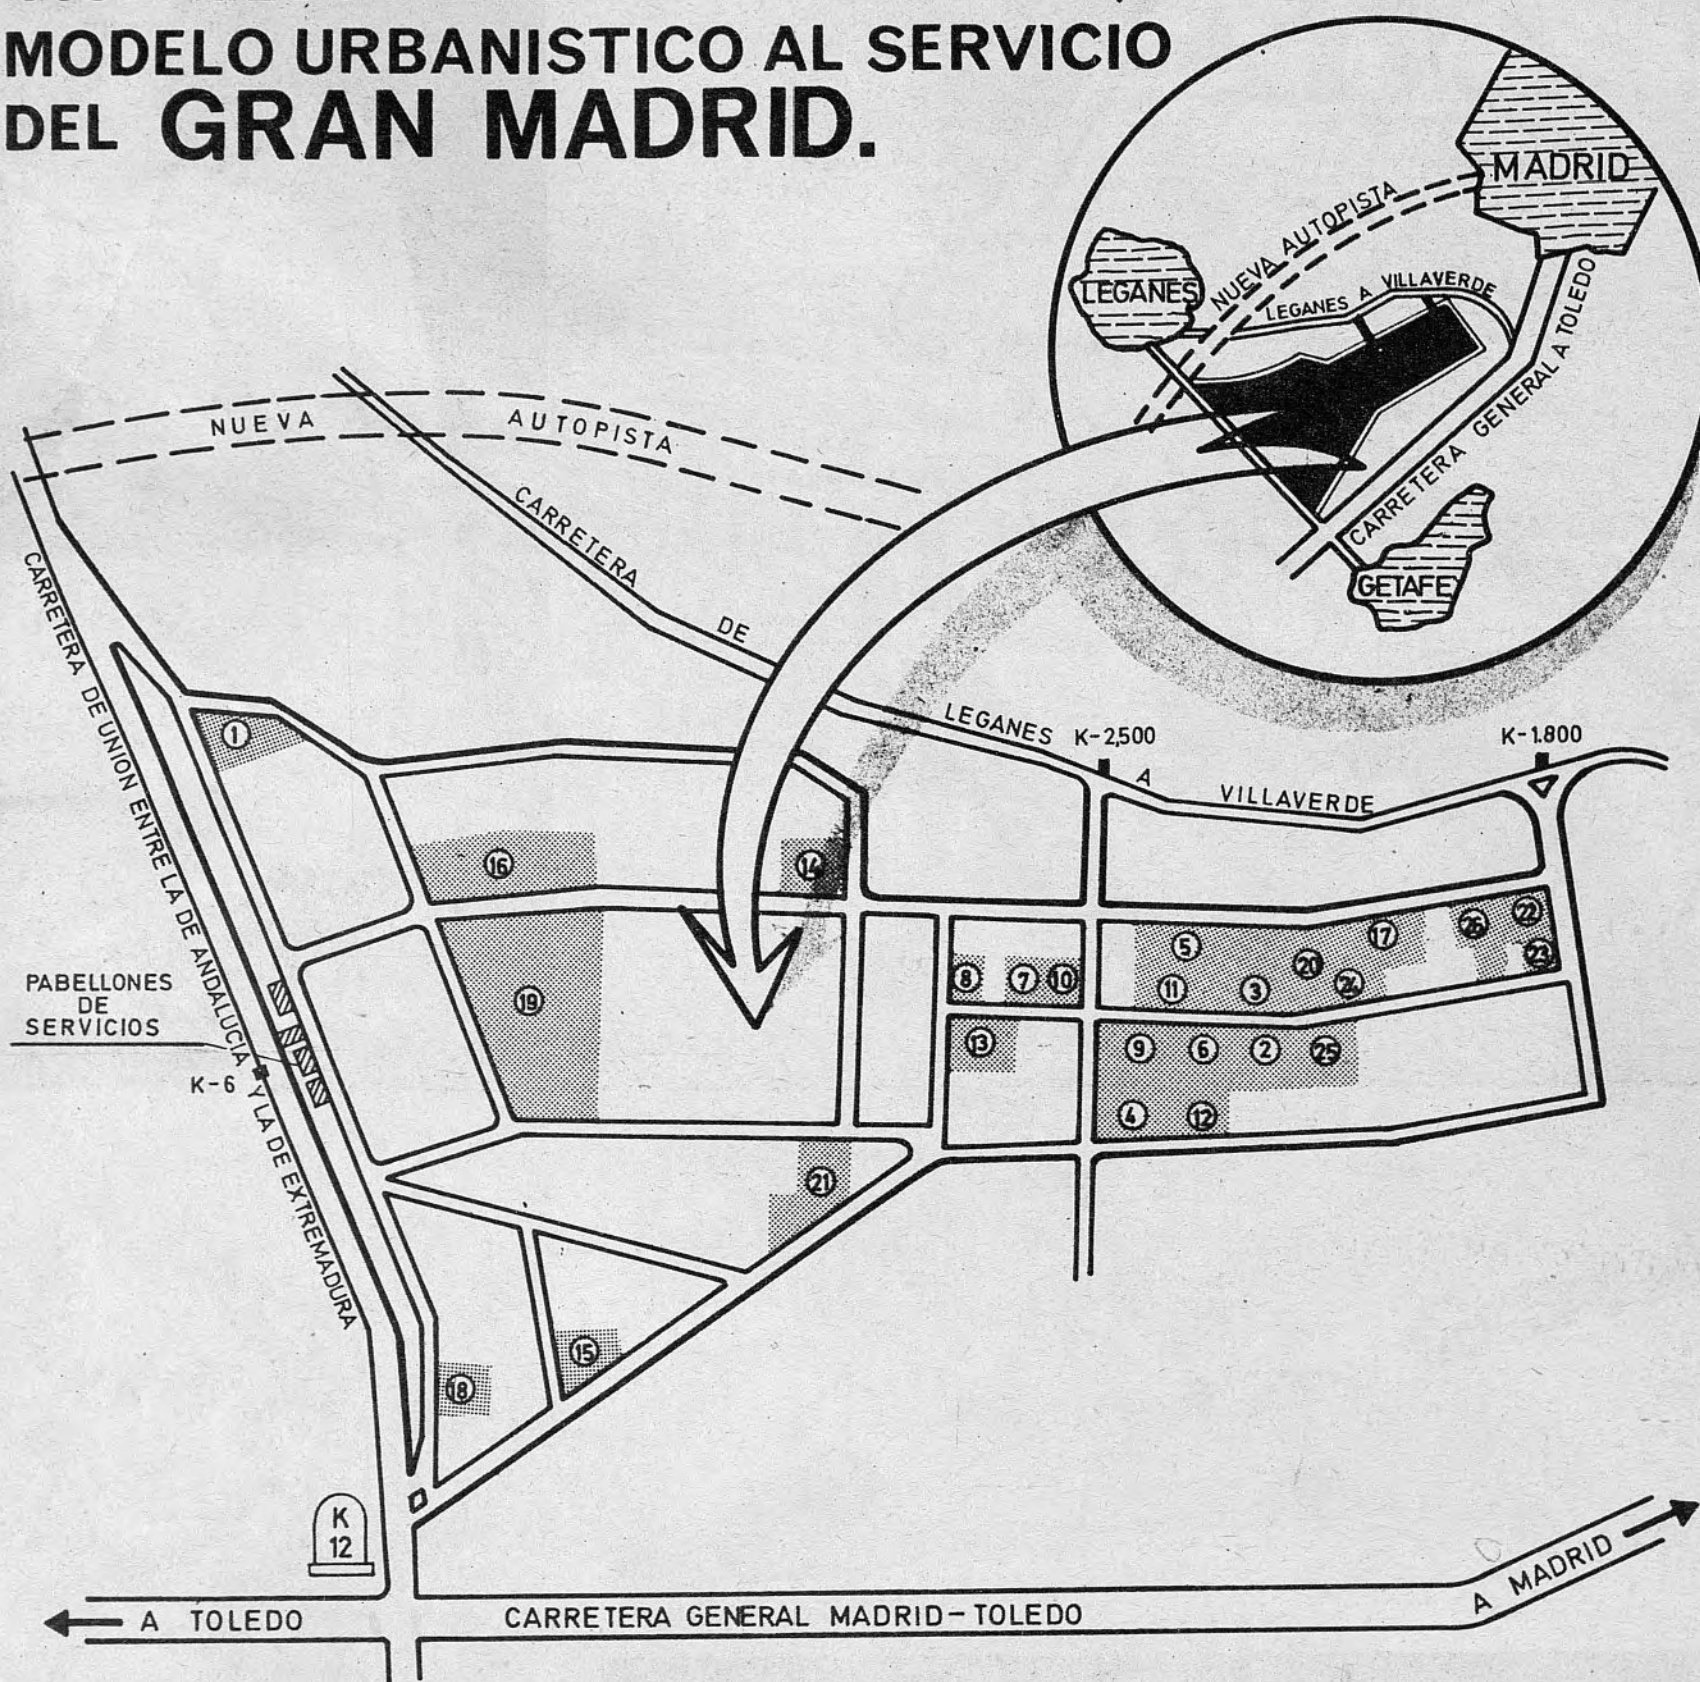 MODELO URBANISTICO AL SERVICIO
DEL GRAN MADRID.
MADRID
NUEVA AUTOPISTA
LEGANES
LEGANES A VILLAVERDE
CARRETERA GENERAL A TOLEDO
GETAFE
NUEVA AUTOPISTA
CARRETERA DE LEGANES A VILLAVERDE
K-2,500
K-1.800
CARRETERA DE UNION ENTRE LA DE ANDALUCIA Y LA DE EXTREMADURA
1
16
14
5
17
26
22
8
7
10
11
3
20
24
23
PABELLONES
DE
SERVICIOS
K-6
19
13
9
6
2
25
4
12
21
15
18
K
12
A TOLEDO
CARRETERA GENERAL MADRID-TOLEDO
A MADRID